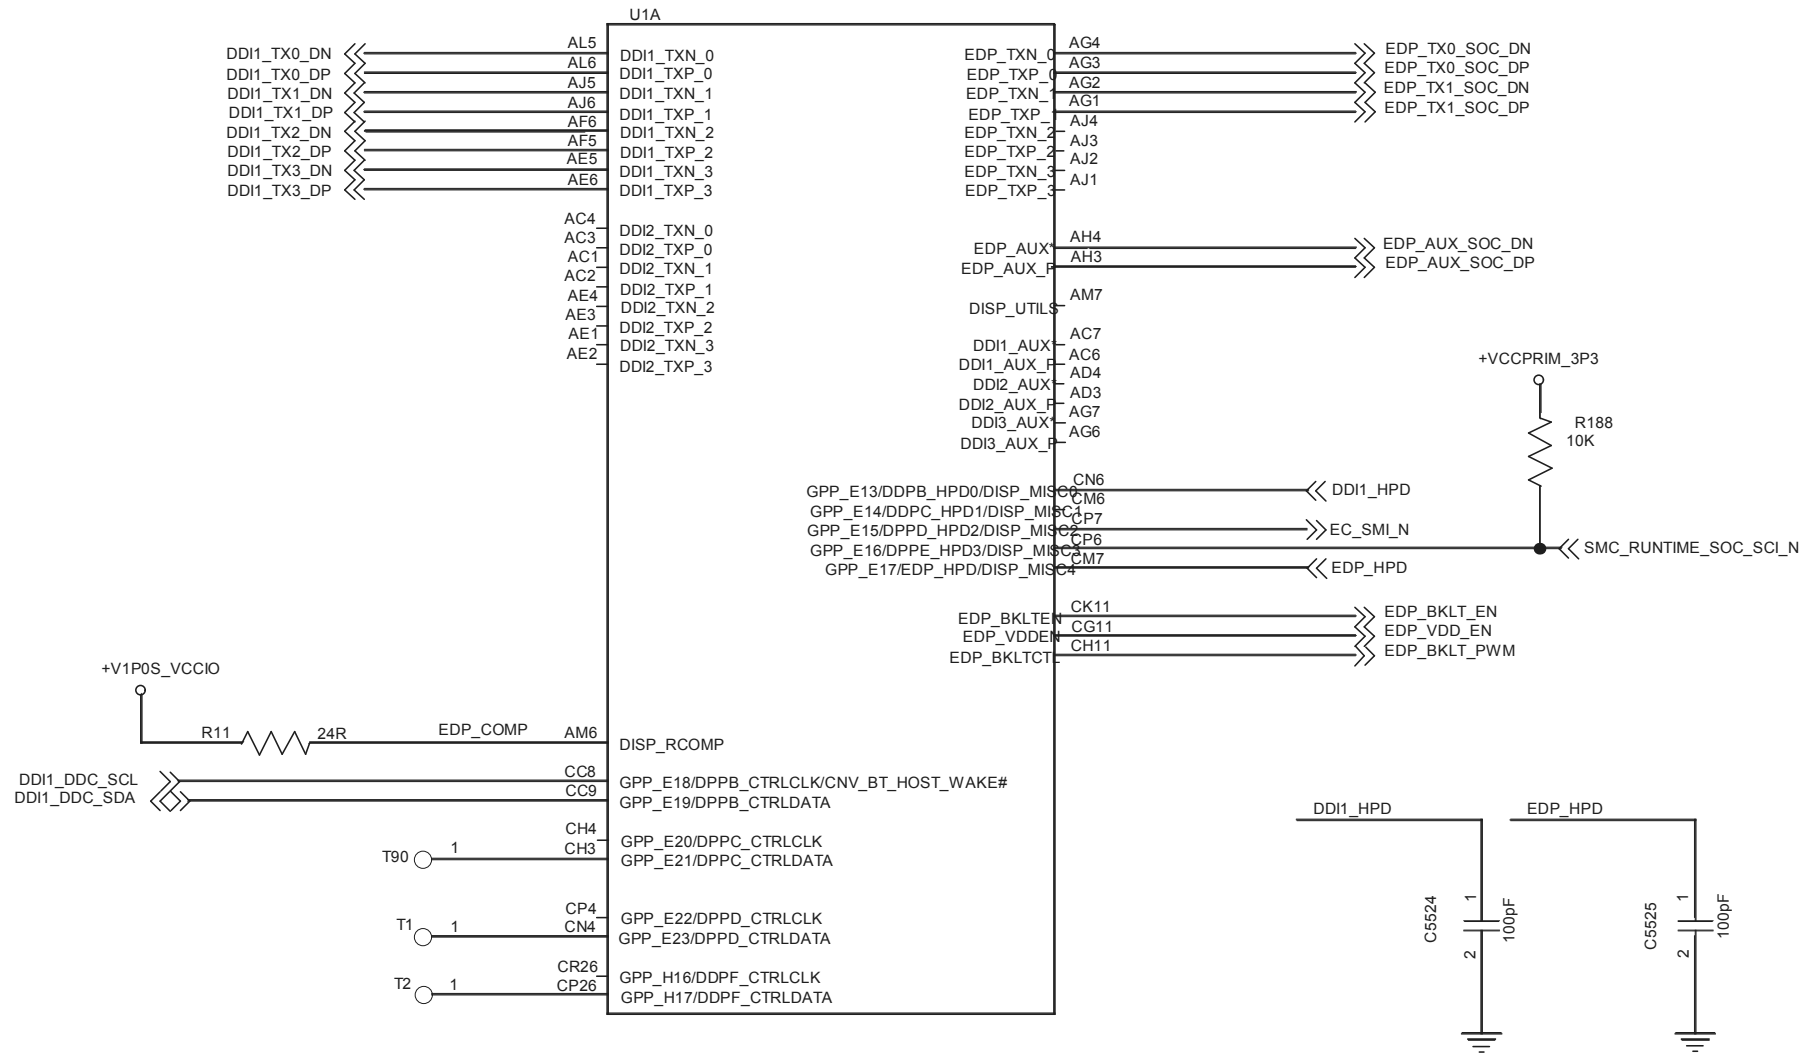 U1A
DDI1_TX0_DN AL5 DDI1_TXN_0
DDI1_TX0_DP AL6 DDI1_TXP_0
DDI1_TX1_DN AJ5 DDI1_TXN_1
DDI1_TX1_DP AJ6 DDI1_TXP_1
DDI1_TX2_DN AF6 DDI1_TXN_2
DDI1_TX2_DP AF5 DDI1_TXP_2
DDI1_TX3_DN AE5 DDI1_TXN_3
DDI1_TX3_DP AE6 DDI1_TXP_3
AC4 DDI2_TXN_0
AC3 DDI2_TXP_0
AC1 DDI2_TXN_1
AC2 DDI2_TXP_1
AE4 DDI2_TXN_2
AE3 DDI2_TXP_2
AE1 DDI2_TXN_3
AE2 DDI2_TXP_3
+V1P0S_VCCIO
R11 24R EDP_COMP AM6 DISP_RCOMP
DDI1_DDC_SCL CC8 GPP_E18/DPPB_CTRLCLK/CNV_BT_HOST_WAKE#
DDI1_DDC_SDA CC9 GPP_E19/DPPB_CTRLDATA
CH4 GPP_E20/DPPC_CTRLCLK
T90 1 CH3 GPP_E21/DPPC_CTRLDATA
CP4 GPP_E22/DPPD_CTRLCLK
T1 1 CN4 GPP_E23/DPPD_CTRLDATA
CR26 GPP_H16/DDPF_CTRLCLK
T2 1 CP26 GPP_H17/DDPF_CTRLDATA
EDP_TXN_0 AG4 EDP_TX0_SOC_DN
EDP_TXP_0 AG3 EDP_TX0_SOC_DP
EDP_TXN_1 AG2 EDP_TX1_SOC_DN
EDP_TXP_1 AG1 EDP_TX1_SOC_DP
EDP_TXN_2 AJ4
EDP_TXP_2 AJ3
EDP_TXN_3 AJ2
EDP_TXP_3 AJ1
EDP_AUX* AH4 EDP_AUX_SOC_DN
EDP_AUX_P AH3 EDP_AUX_SOC_DP
DISP_UTILS AM7
DDI1_AUX* AC7
DDI1_AUX_P AC6
DDI2_AUX* AD4
DDI2_AUX_P AD3
DDI3_AUX* AG7
DDI3_AUX_P AG6
+VCCPRIM_3P3
R188
10K
GPP_E13/DDPB_HPD0/DISP_MISC0 CN6 DDI1_HPD
GPP_E14/DDPC_HPD1/DISP_MISC1 CM6
GPP_E15/DPPD_HPD2/DISP_MISC2 CP7 EC_SMI_N
GPP_E16/DPPE_HPD3/DISP_MISC3 CP6 SMC_RUNTIME_SOC_SCI_N
GPP_E17/EDP_HPD/DISP_MISC4 CM7 EDP_HPD
EDP_BKLTEN CK11 EDP_BKLT_EN
EDP_VDDEN CG11 EDP_VDD_EN
EDP_BKLTCTL CH11 EDP_BKLT_PWM
DDI1_HPD
C5524 1 2 100pF
EDP_HPD
C5525 1 2 100pF